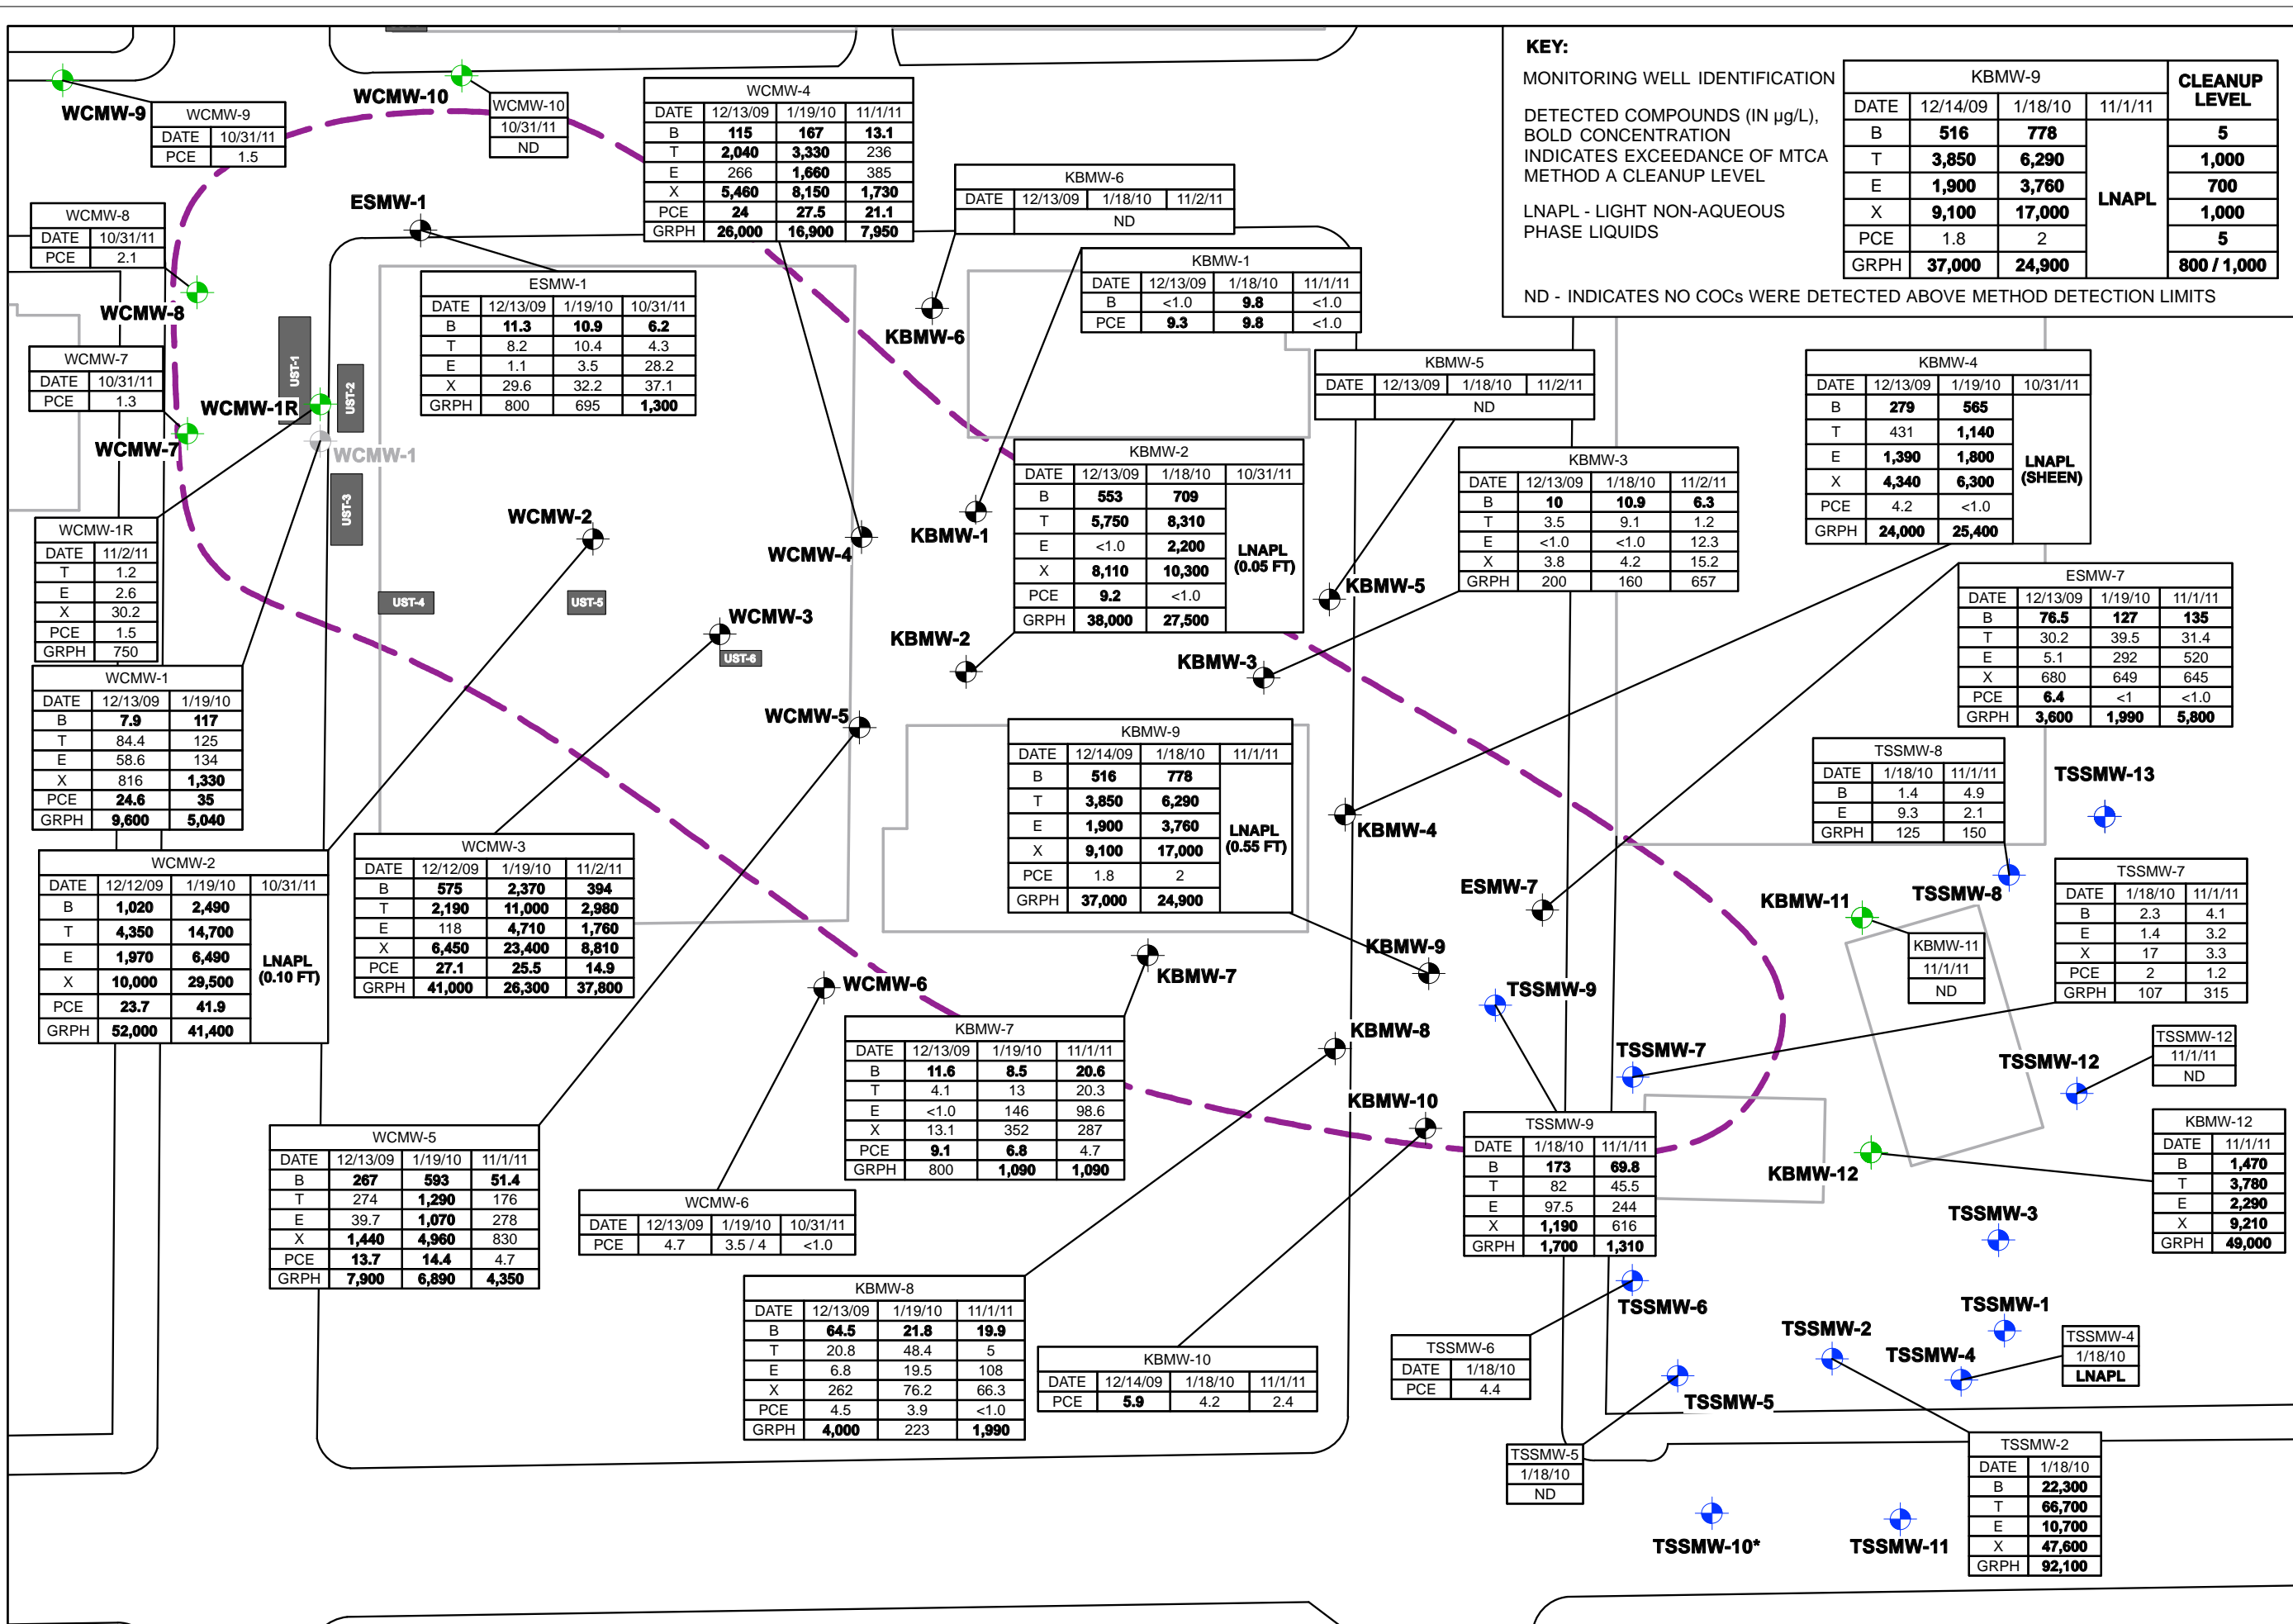 KEY:
MONITORING WELL IDENTIFICATION
DETECTED COMPOUNDS (IN µg/L),
BOLD CONCENTRATION
INDICATES EXCEEDANCE OF MTCA
METHOD A CLEANUP LEVEL
LNAPL - LIGHT NON-AQUEOUS
PHASE LIQUIDS
ND - INDICATES NO COCs WERE DETECTED ABOVE METHOD DETECTION LIMITS
KBMW-9 CLEANUP LEVEL
DATE 12/14/09 1/18/10 11/1/11
B 516 778 5
T 3,850 6,290 1,000
E 1,900 3,760 700
LNAPL
X 9,100 17,000 1,000
PCE 1.8 2 5
GRPH 37,000 24,900 800 / 1,000
WCMW-9
WCMW-9
DATE 10/31/11
PCE 1.5
WCMW-10
WCMW-10
10/31/11
ND
WCMW-4
DATE 12/13/09 1/19/10 11/1/11
B 115 167 13.1
T 2,040 3,330 236
E 266 1,660 385
X 5,460 8,150 1,730
PCE 24 27.5 21.1
GRPH 26,000 16,900 7,950
KBMW-6
DATE 12/13/09 1/18/10 11/2/11
ND
KBMW-6
WCMW-8
DATE 10/31/11
PCE 2.1
WCMW-8
ESMW-1
ESMW-1
DATE 12/13/09 1/19/10 10/31/11
B 11.3 10.9 6.2
T 8.2 10.4 4.3
E 1.1 3.5 28.2
X 29.6 32.2 37.1
GRPH 800 695 1,300
KBMW-1
DATE 12/13/09 1/18/10 11/1/11
B <1.0 9.8 <1.0
PCE 9.3 9.8 <1.0
WCMW-7
DATE 10/31/11
PCE 1.3
WCMW-7
UST-1
UST-2
WCMW-1R
WCMW-1
UST-3
KBMW-5
DATE 12/13/09 1/18/10 11/2/11
ND
KBMW-4
DATE 12/13/09 1/19/10 10/31/11
B 279 565
T 431 1,140
E 1,390 1,800
LNAPL
(SHEEN)
X 4,340 6,300
PCE 4.2 <1.0
GRPH 24,000 25,400
KBMW-2
DATE 12/13/09 1/18/10 10/31/11
B 553 709
T 5,750 8,310
E <1.0 2,200
LNAPL
(0.05 FT)
X 8,110 10,300
PCE 9.2 <1.0
GRPH 38,000 27,500
KBMW-3
DATE 12/13/09 1/18/10 11/2/11
B 10 10.9 6.3
T 3.5 9.1 1.2
E <1.0 <1.0 12.3
X 3.8 4.2 15.2
GRPH 200 160 657
WCMW-1R
DATE 11/2/11
T 1.2
E 2.6
X 30.2
PCE 1.5
GRPH 750
WCMW-2
WCMW-4
KBMW-1
KBMW-5
UST-4
UST-5
WCMW-3
UST-6
KBMW-2
KBMW-3
ESMW-7
DATE 12/13/09 1/19/10 11/1/11
B 76.5 127 135
T 30.2 39.5 31.4
E 5.1 292 520
X 680 649 645
PCE 6.4 <1 <1.0
GRPH 3,600 1,990 5,800
WCMW-1
DATE 12/13/09 1/19/10
B 7.9 117
T 84.4 125
E 58.6 134
X 816 1,330
PCE 24.6 35
GRPH 9,600 5,040
WCMW-5
KBMW-9
DATE 12/14/09 1/18/10 11/1/11
B 516 778
T 3,850 6,290
E 1,900 3,760
LNAPL
(0.55 FT)
X 9,100 17,000
PCE 1.8 2
GRPH 37,000 24,900
TSSMW-8
DATE 1/18/10 11/1/11
B 1.4 4.9
E 9.3 2.1
GRPH 125 150
TSSMW-13
KBMW-4
WCMW-2
DATE 12/12/09 1/19/10 10/31/11
B 1,020 2,490
T 4,350 14,700
E 1,970 6,490
LNAPL
(0.10 FT)
X 10,000 29,500
PCE 23.7 41.9
GRPH 52,000 41,400
WCMW-3
DATE 12/12/09 1/19/10 11/2/11
B 575 2,370 394
T 2,190 11,000 2,980
E 118 4,710 1,760
X 6,450 23,400 8,810
PCE 27.1 25.5 14.9
GRPH 41,000 26,300 37,800
ESMW-7
KBMW-11
TSSMW-8
TSSMW-7
DATE 1/18/10 11/1/11
B 2.3 4.1
E 1.4 3.2
X 17 3.3
PCE 2 1.2
GRPH 107 315
KBMW-11
11/1/11
ND
KBMW-9
KBMW-7
WCMW-6
TSSMW-9
KBMW-7
DATE 12/13/09 1/19/10 11/1/11
B 11.6 8.5 20.6
T 4.1 13 20.3
E <1.0 146 98.6
X 13.1 352 287
PCE 9.1 6.8 4.7
GRPH 800 1,090 1,090
KBMW-8
TSSMW-7
TSSMW-12
TSSMW-12
11/1/11
ND
KBMW-10
WCMW-5
DATE 12/13/09 1/19/10 11/1/11
B 267 593 51.4
T 274 1,290 176
E 39.7 1,070 278
X 1,440 4,960 830
PCE 13.7 14.4 4.7
GRPH 7,900 6,890 4,350
TSSMW-9
DATE 1/18/10 11/1/11
B 173 69.8
T 82 45.5
E 97.5 244
X 1,190 616
GRPH 1,700 1,310
KBMW-12
KBMW-12
DATE 11/1/11
B 1,470
T 3,780
E 2,290
X 9,210
GRPH 49,000
WCMW-6
DATE 12/13/09 1/19/10 10/31/11
PCE 4.7 3.5 / 4 <1.0
TSSMW-3
KBMW-8
DATE 12/13/09 1/19/10 11/1/11
B 64.5 21.8 19.9
T 20.8 48.4 5
E 6.8 19.5 108
X 262 76.2 66.3
PCE 4.5 3.9 <1.0
GRPH 4,000 223 1,990
KBMW-10
DATE 12/14/09 1/18/10 11/1/11
PCE 5.9 4.2 2.4
TSSMW-6
TSSMW-6
DATE 1/18/10
PCE 4.4
TSSMW-1
TSSMW-2
TSSMW-4
TSSMW-4
1/18/10
LNAPL
TSSMW-5
TSSMW-5
1/18/10
ND
TSSMW-2
DATE 1/18/10
B 22,300
T 66,700
E 10,700
X 47,600
GRPH 92,100
TSSMW-10*
TSSMW-11